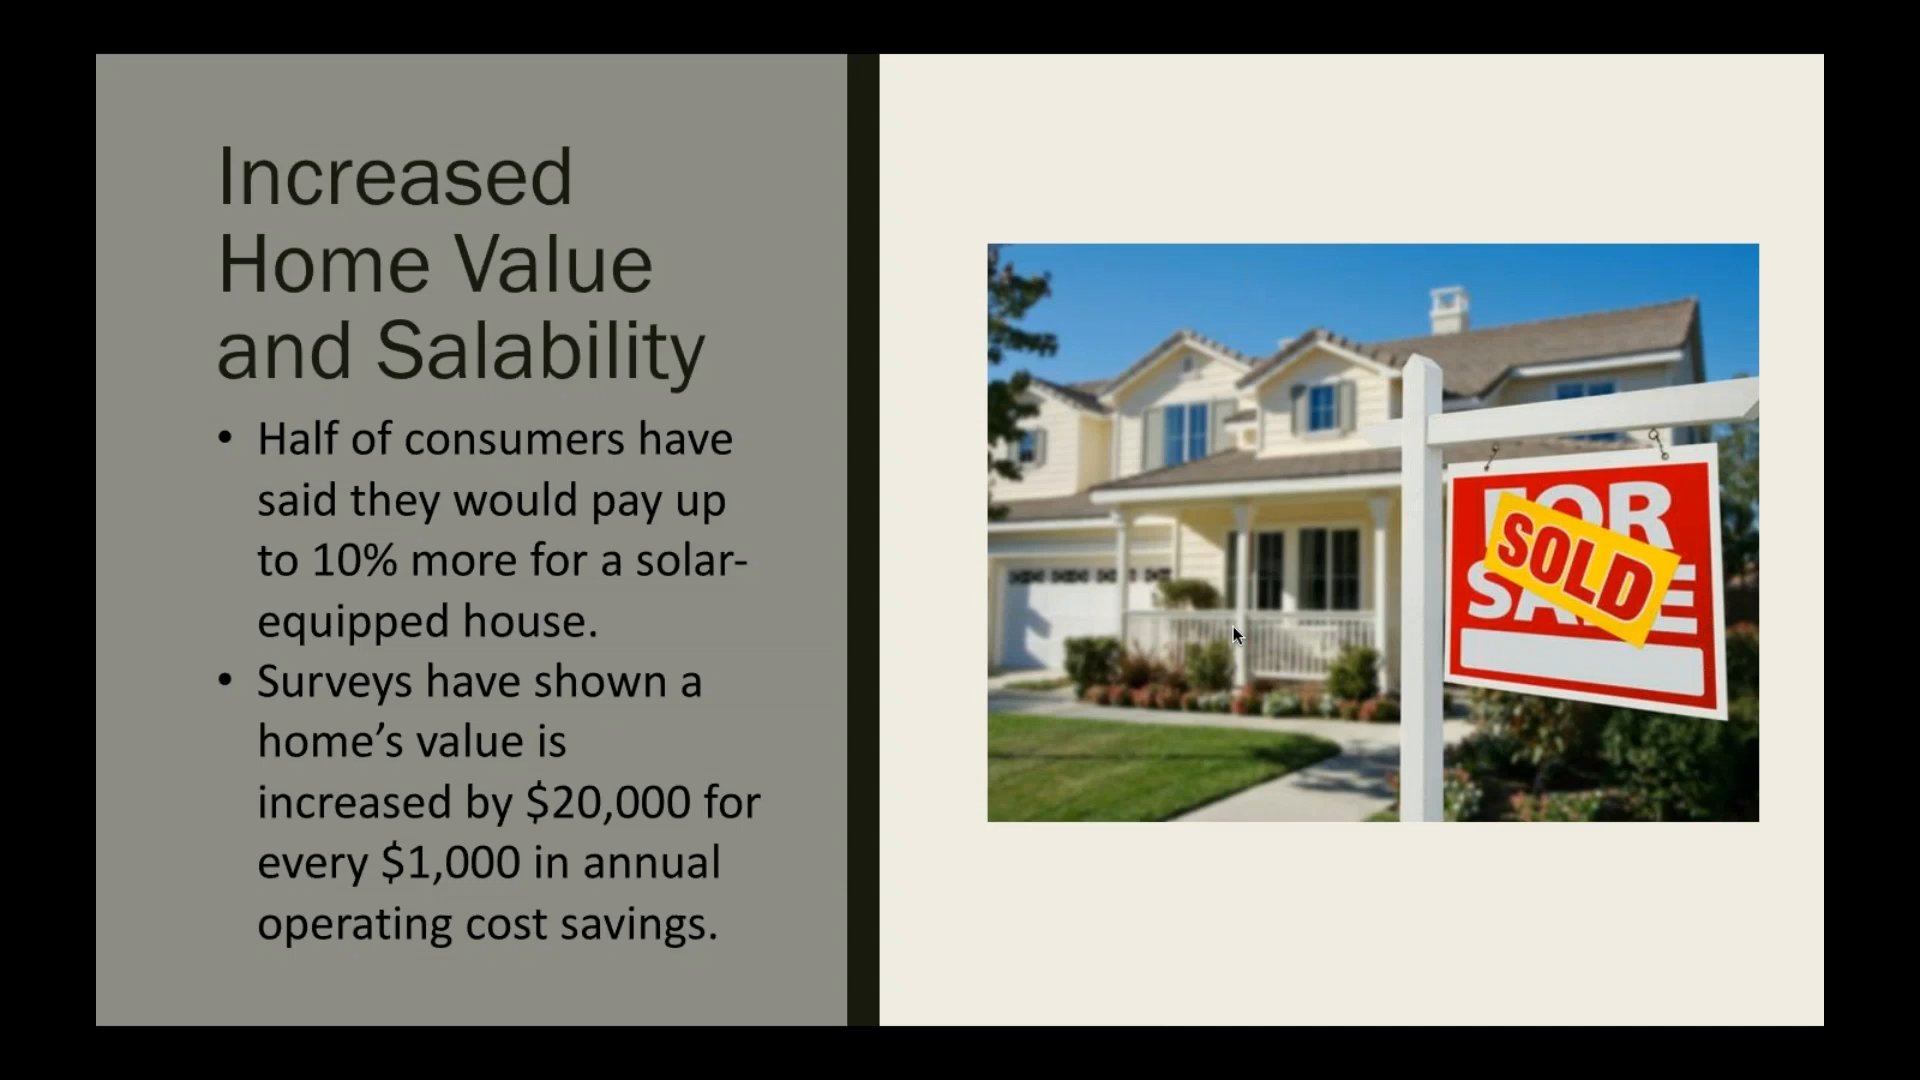 Increased
Home Value
and Salability
• Half of consumers have
said they would pay up
to 10% more for a solar-
equipped house.
• Surveys have shown a
home’s value is
increased by $20,000 for
every $1,000 in annual
operating cost savings.
FOR
SOLD
SALE